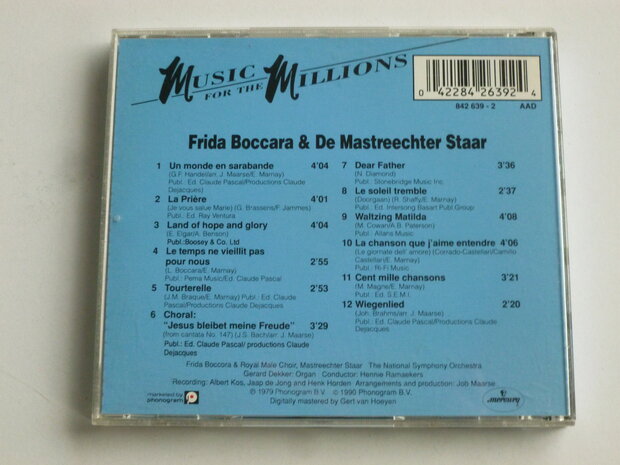 MUSIC
FOR THE
MILLIONS
0 42284 26392 4
842 639 - 2 AAD
Frida Boccara & De Mastreechter Staar
1 Un monde en sarabande 4'04
(G.F. Handel/arr. J. Maarse/E. Marnay)
Publ.: Ed. Claude Pascal/Productions Claude
Dejacques)
2 La Prière 4'01
(Je vous salue Marie) (G. Brassens/F. Jammes)
Publ.: Ed. Ray Ventura
3 Land of hope and glory 4'04
(E. Elgar/A. Benson)
Publ.: Boosey & Co. Ltd
4 Le temps ne vieillit pas
pour nous 2'55
(L. Boccara/E. Marnay)
Publ.: Pema Music/Ed. Claude Pascal
5 Tourterelle 2'53
(J.M. Braque/E. Marnay) Publ.: Ed. Claude
Pascal/Productions Claude Dejacques
6 Choral:
"Jesus bleibet meine Freude" 3'29
(from cantata No. 147) (J.S. Bach/arr. J. Maarse)
Publ.: Ed. Claude Pascal/ productions Claude
Dejacques
7 Dear Father 3'36
(N. Diamond)
Publ.: Stonebridge Music Inc.
8 Le soleil tremble 2'37
(Doorgaan) (R. Shaffy/E. Marnay)
Publ.: Ed. Intersong Basart Publ Group
9 Waltzing Matilda 4'08
(M. Cowan/A.B. Paterson)
Publ.: Allans Music
10 La chanson que j'aime entendre 4'06
(Le giornate dell' amore) (Corrado-Castellari/Camillo
Castellari/E. Marnay)
Publ.: Ri-Fi Music
11 Cent mille chansons 3'21
(M. Magne/E. Marnay)
Publ.: Ed. S.E.M.I.
12 Wiegenlied 2'20
(Joh. Brahms/arr. J. Maarse)
Publ.: Ed. Claude Pascal/Productions Claude
Dejacques
Frida Boccara & Royal Male Choir, Mastreechter Staar The National Symphony Orchestra
Gerard Dekker: Organ Conductor: Hennie Ramaekers
Recording: Albert Kos, Jaap de Jong and Henk Horden. Arrangements and production: Job Maarse
℗ 1979 Phonogram B.V. © 1990 Phonogram B.V.
Digitally mastered by Gert van Hoeyen
marketed by
phonogram
mercury